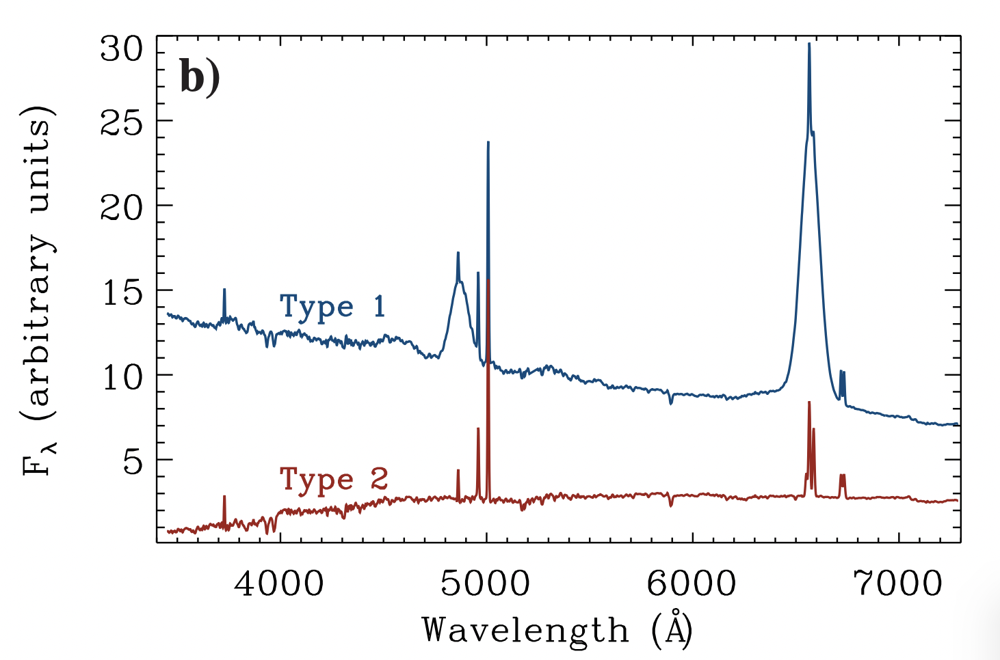 b)
30
25
20
15
10
5
Type 1
Type 2
4000 5000 6000 7000
Wavelength (Å)
Fλ (arbitrary units)